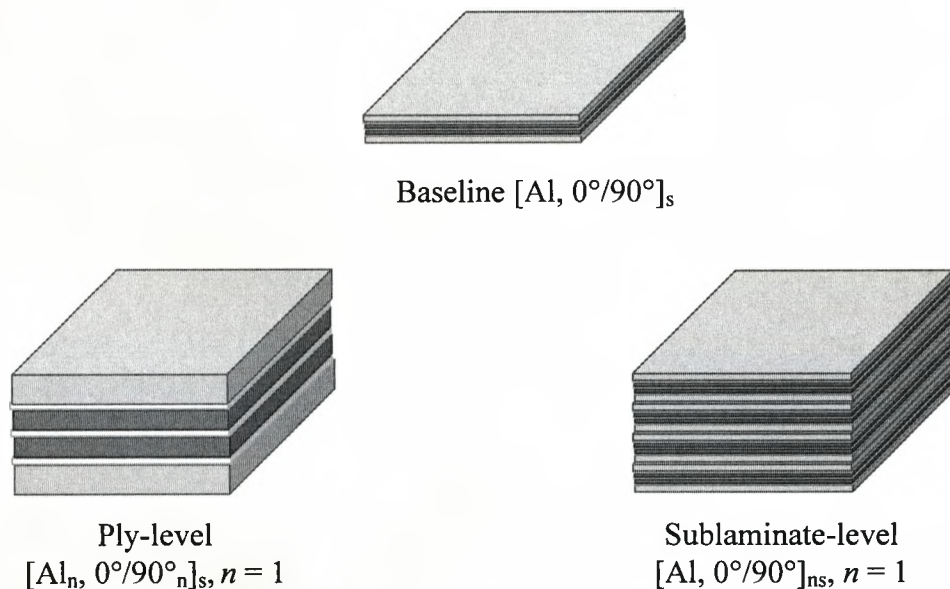 Baseline [Al, 0°/90°]ₛ
Ply-level
[Alₙ, 0°/90°ₙ]ₛ, n = 1
Sublaminate-level
[Al, 0°/90°]ₙₛ, n = 1